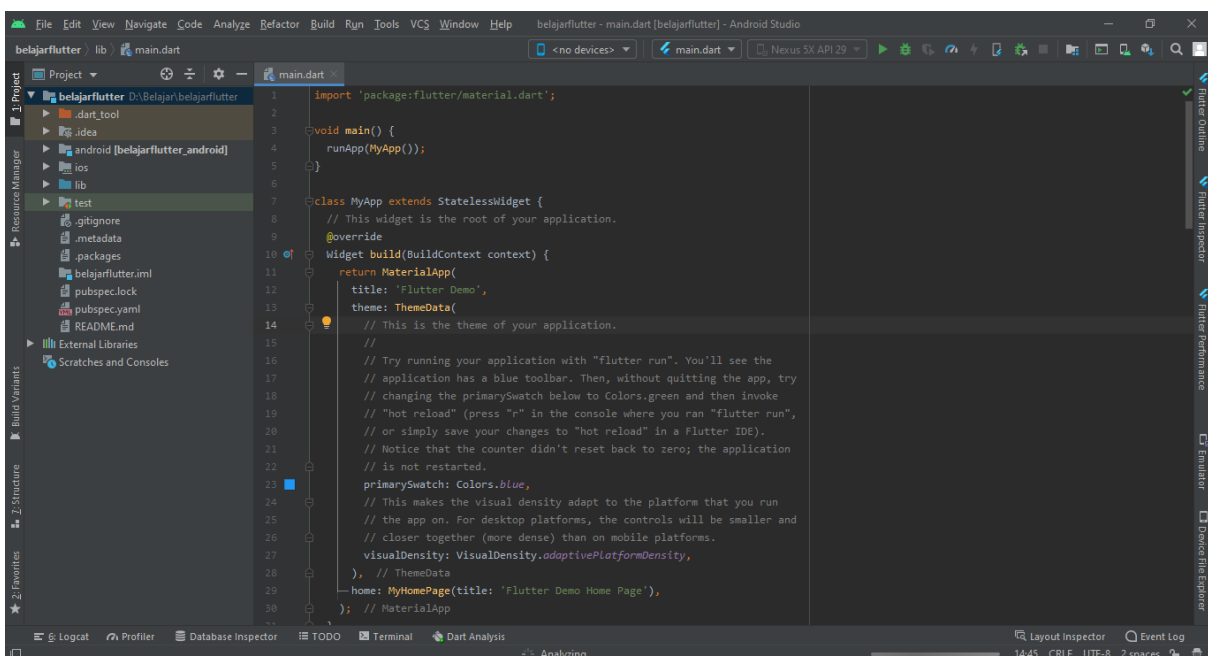 File Edit View Navigate Code Analyze Refactor Build Run Tools VCS Window Help belajarflutter - main.dart [belajarflutter] - Android Studio
belajarflutter lib main.dart <no devices> main.dart Nexus 5X API 29
1: Project
Resource Manager
Build Variants
7: Structure
2: Favorites
Project
belajarflutter D:\Belajar\belajarflutter
.dart_tool
.idea
android [belajarflutter_android]
ios
lib
test
.gitignore
.metadata
.packages
belajarflutter.iml
pubspec.lock
pubspec.yaml
README.md
External Libraries
Scratches and Consoles
main.dart
1 import 'package:flutter/material.dart';
2
3 void main() {
4 runApp(MyApp());
5 }
6
7 class MyApp extends StatelessWidget {
8 // This widget is the root of your application.
9 @override
10 Widget build(BuildContext context) {
11 return MaterialApp(
12 title: 'Flutter Demo',
13 theme: ThemeData(
14 // This is the theme of your application.
15 //
16 // Try running your application with "flutter run". You'll see the
17 // application has a blue toolbar. Then, without quitting the app, try
18 // changing the primarySwatch below to Colors.green and then invoke
19 // "hot reload" (press "r" in the console where you ran "flutter run",
20 // or simply save your changes to "hot reload" in a Flutter IDE).
21 // Notice that the counter didn't reset back to zero; the application
22 // is not restarted.
23 primarySwatch: Colors.blue,
24 // This makes the visual density adapt to the platform that you run
25 // the app on. For desktop platforms, the controls will be smaller and
26 // closer together (more dense) than on mobile platforms.
27 visualDensity: VisualDensity.adaptivePlatformDensity,
28 ), // ThemeData
29 home: MyHomePage(title: 'Flutter Demo Home Page'),
30 ); // MaterialApp
31 }
Flutter Outline
Flutter Inspector
Flutter Performance
Emulator
Device File Explorer
6: Logcat Profiler Database Inspector TODO Terminal Dart Analysis Layout Inspector Event Log
Analyzing 14:45 CRLF UTF-8 2 spaces